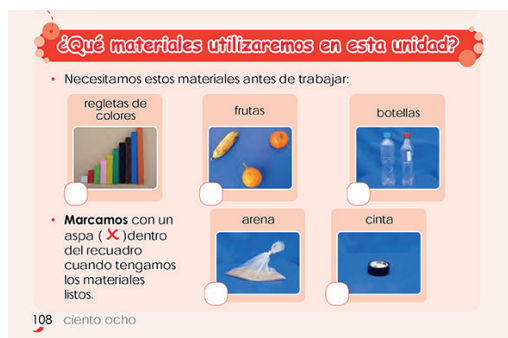 ¿Qué materiales utilizaremos en esta unidad?
• Necesitamos estos materiales antes de trabajar:
regletas de
colores
frutas
botellas
• Marcamos con un
aspa ( X )dentro
del recuadro
cuando tengamos
los materiales
listos.
arena
cinta
108 ciento ocho